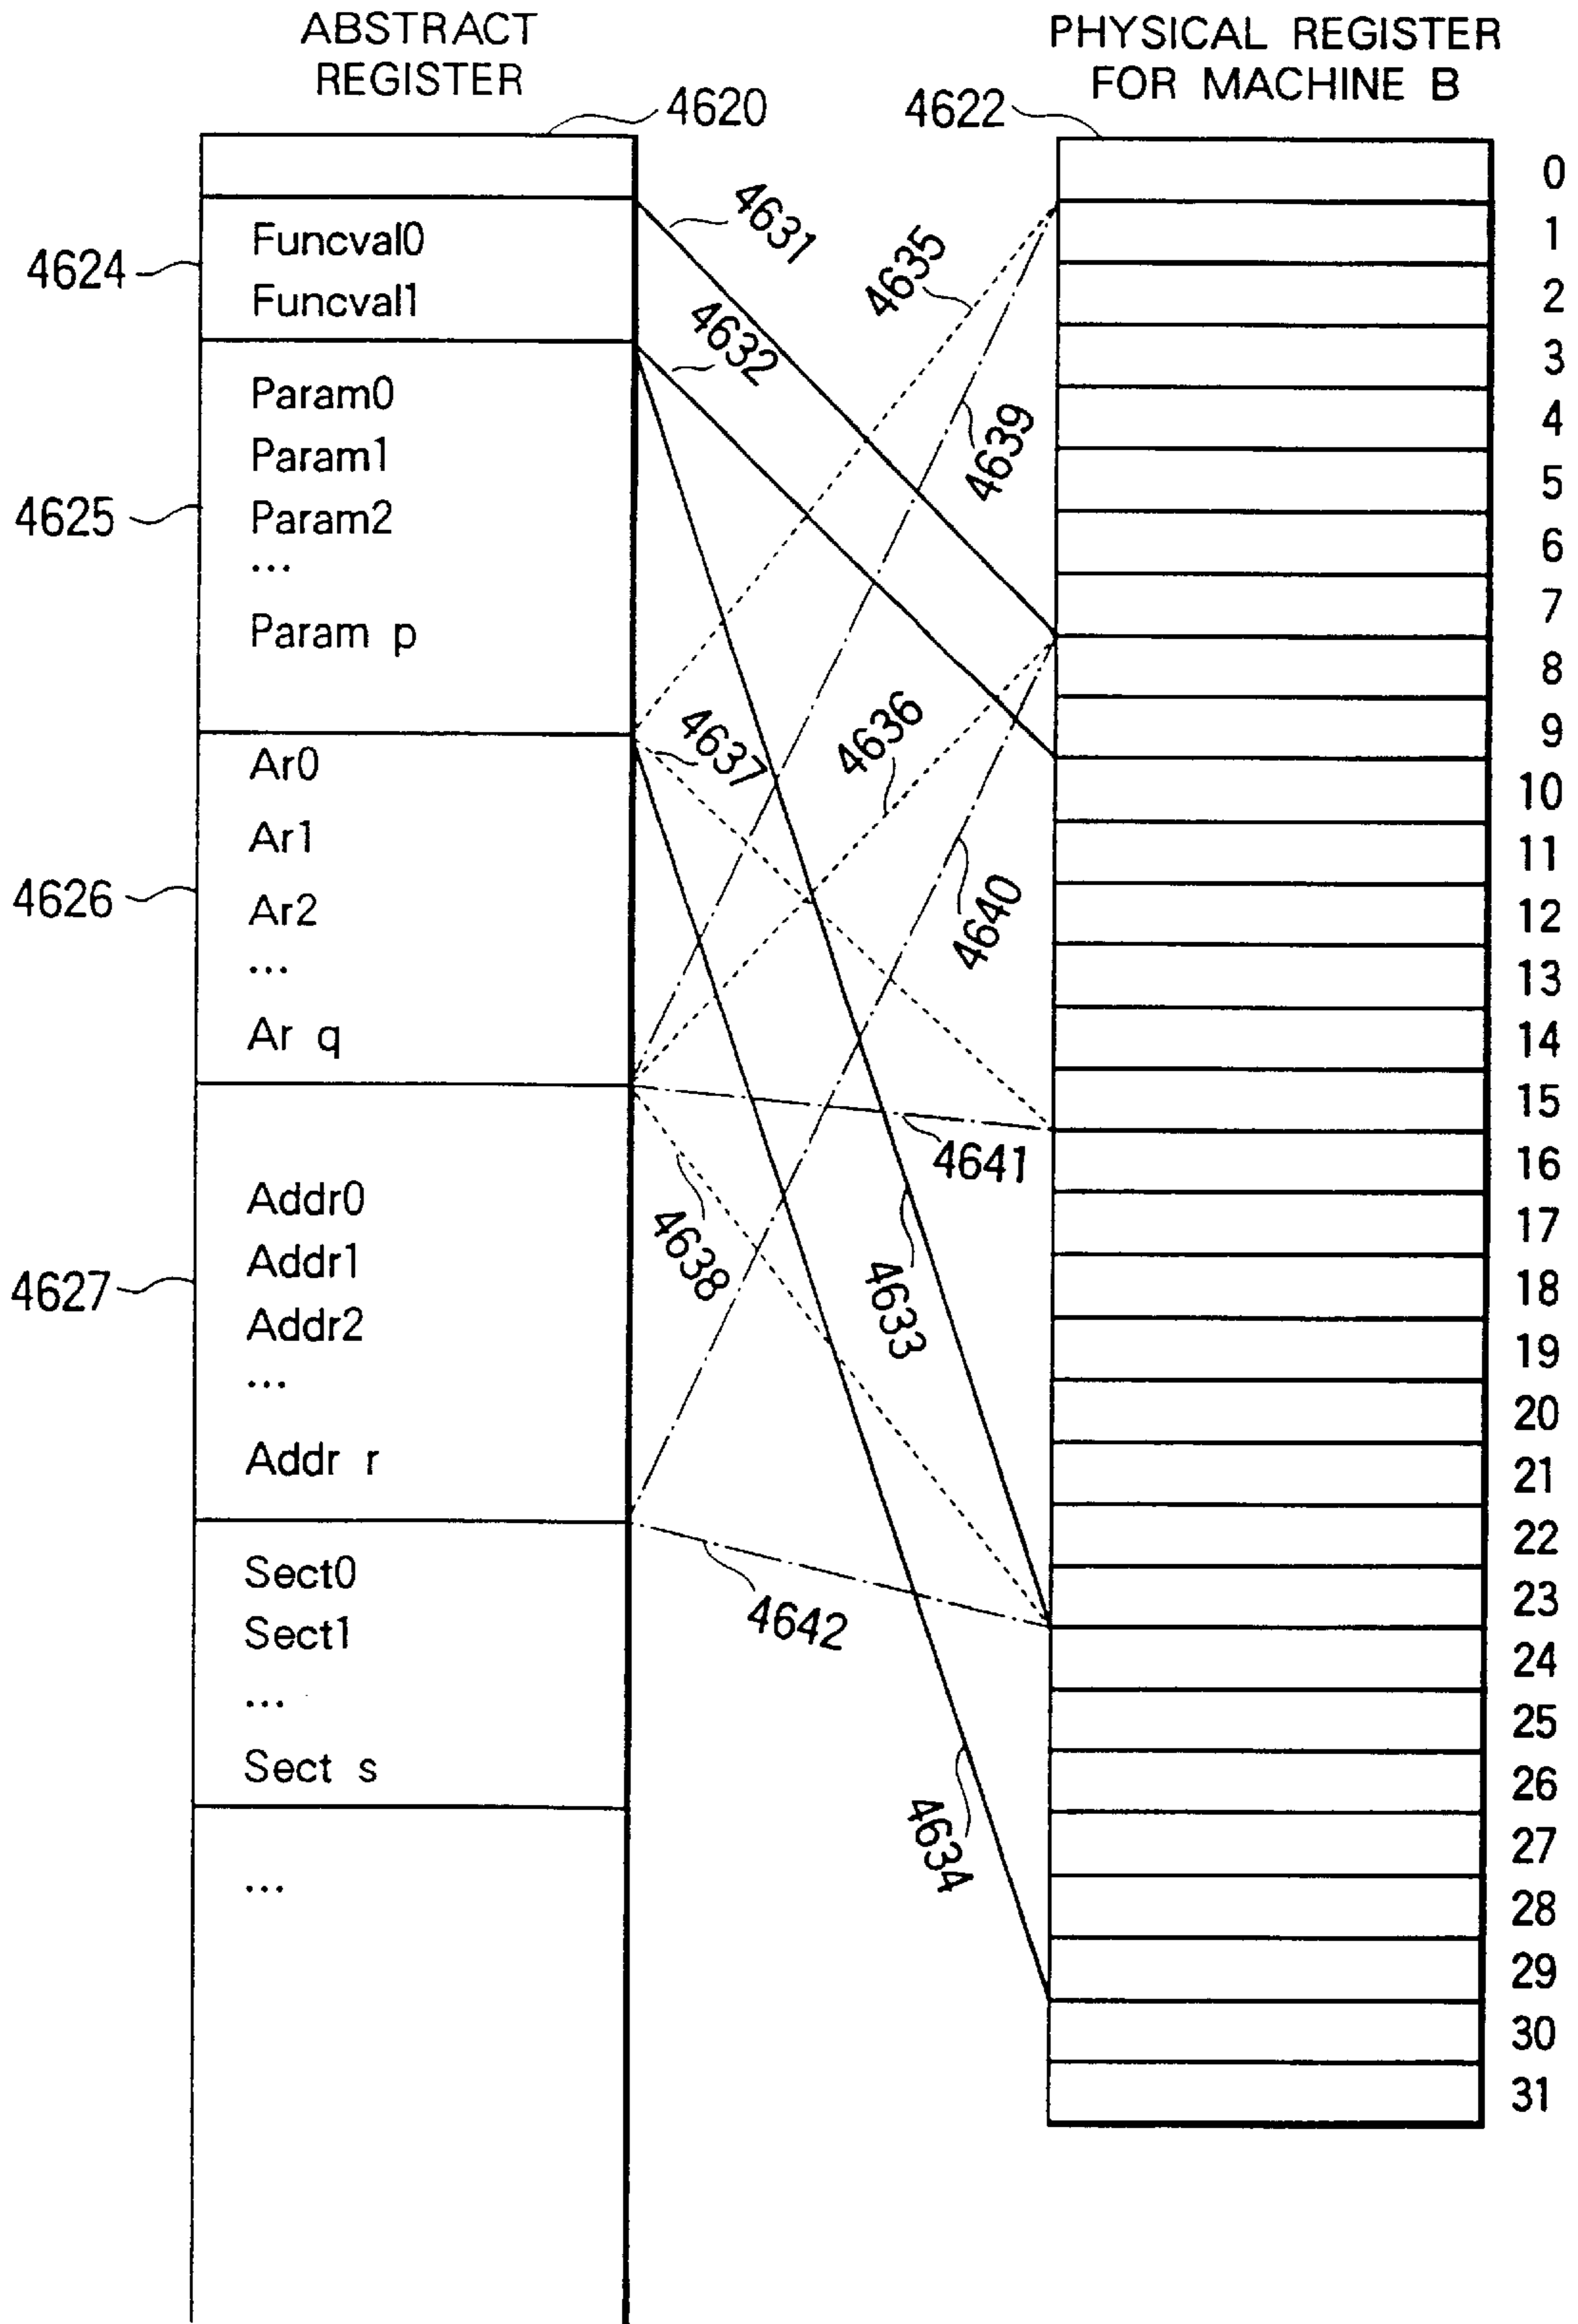 ABSTRACT
REGISTER
PHYSICAL REGISTER
FOR MACHINE B
4620
4622
4624
Funcval0
Funcval1
4625
Param0
Param1
Param2
...
Param p
4626
Ar0
Ar1
Ar2
...
Ar q
4627
Addr0
Addr1
Addr2
...
Addr r
Sect0
Sect1
...
Sect s
...
4631
4632
4635
4639
4637
4636
4640
4641
4638
4633
4642
4634
0
1
2
3
4
5
6
7
8
9
10
11
12
13
14
15
16
17
18
19
20
21
22
23
24
25
26
27
28
29
30
31